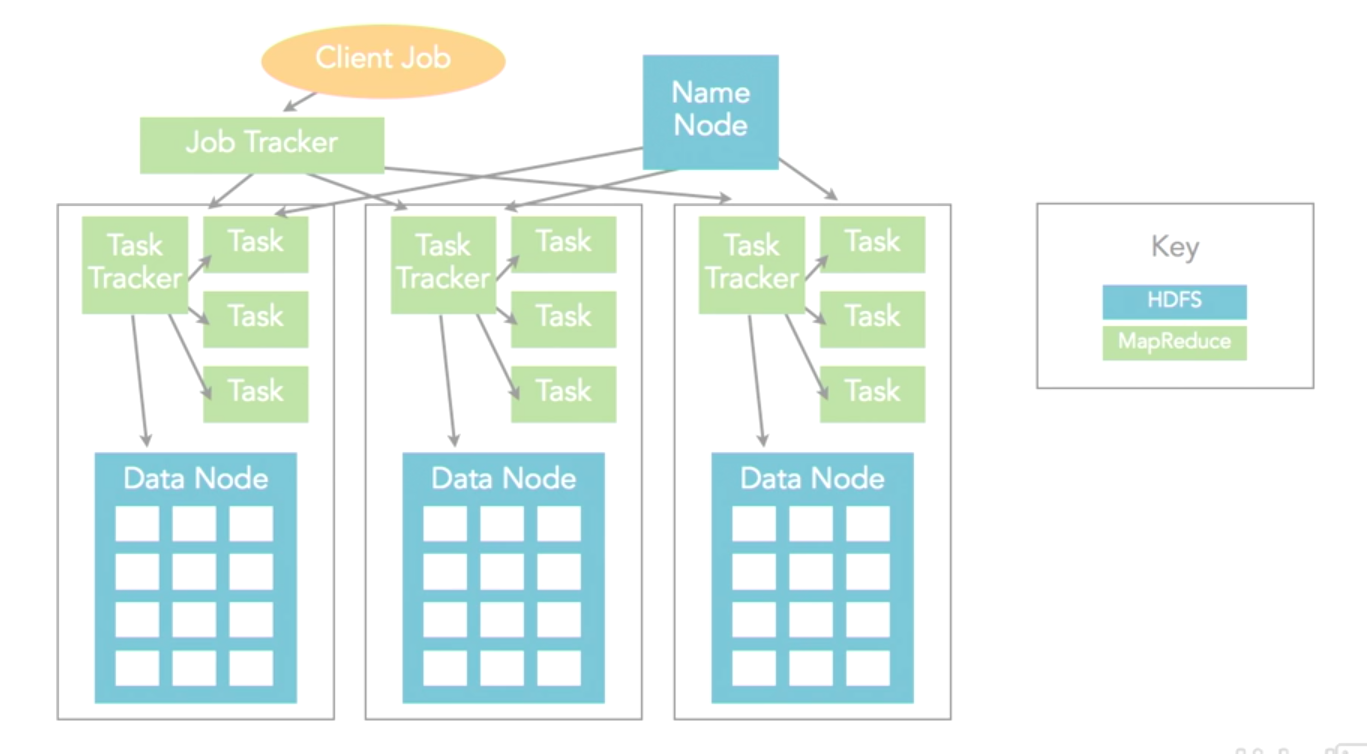 Client Job
Name
Node
Job Tracker
Task
Tracker
Task
Task
Task
Data Node
Task
Tracker
Task
Task
Task
Data Node
Task
Tracker
Task
Task
Task
Data Node
Key
HDFS
MapReduce